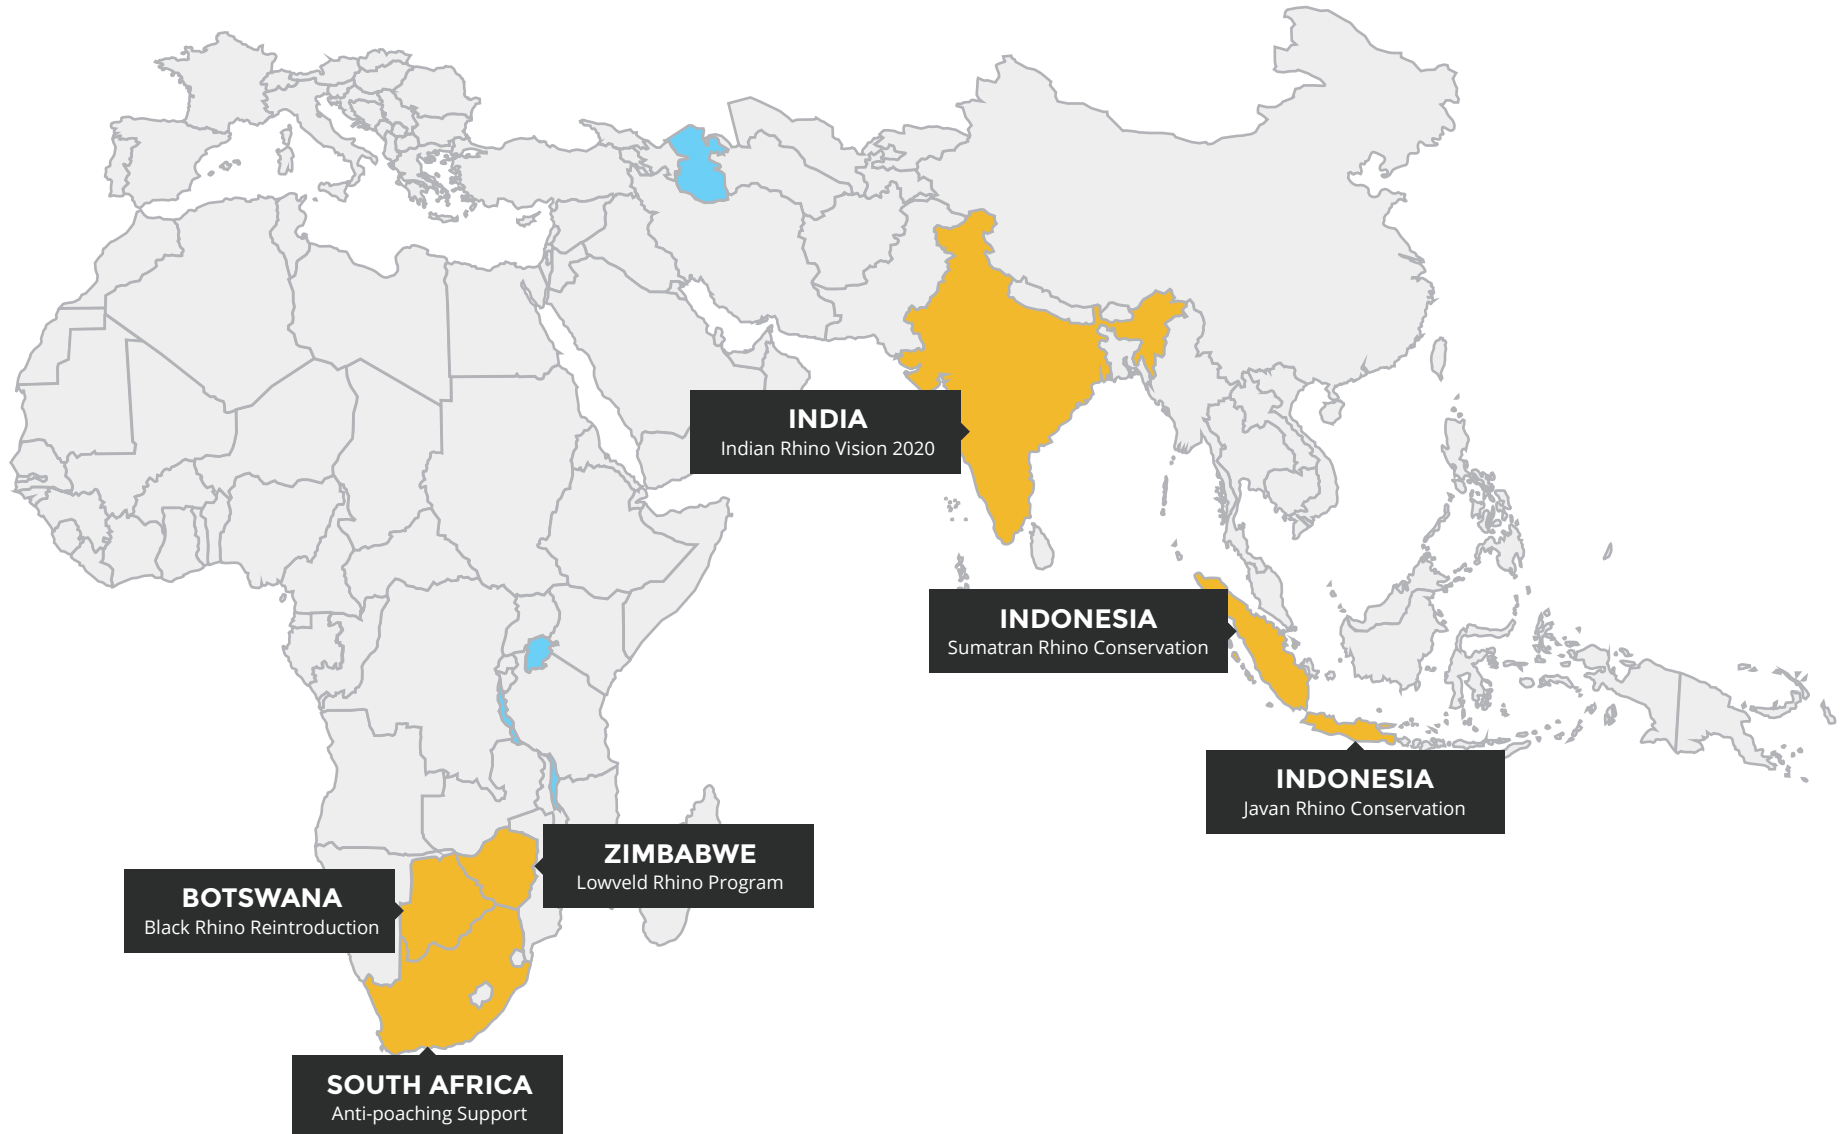 INDIA
Indian Rhino Vision 2020
INDONESIA
Sumatran Rhino Conservation
INDONESIA
Javan Rhino Conservation
ZIMBABWE
Lowveld Rhino Program
BOTSWANA
Black Rhino Reintroduction
SOUTH AFRICA
Anti-poaching Support